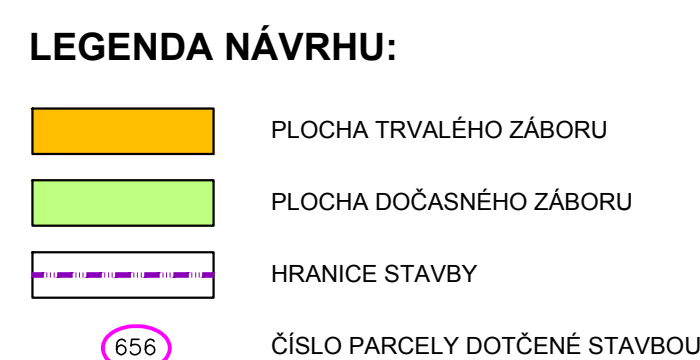 LEGENDA NÁVRHU:
PLOCHA TRVALÉHO ZÁBORU
PLOCHA DOČASNÉHO ZÁBORU
HRANICE STAVBY
656 ČÍSLO PARCELY DOTČENÉ STAVBOU